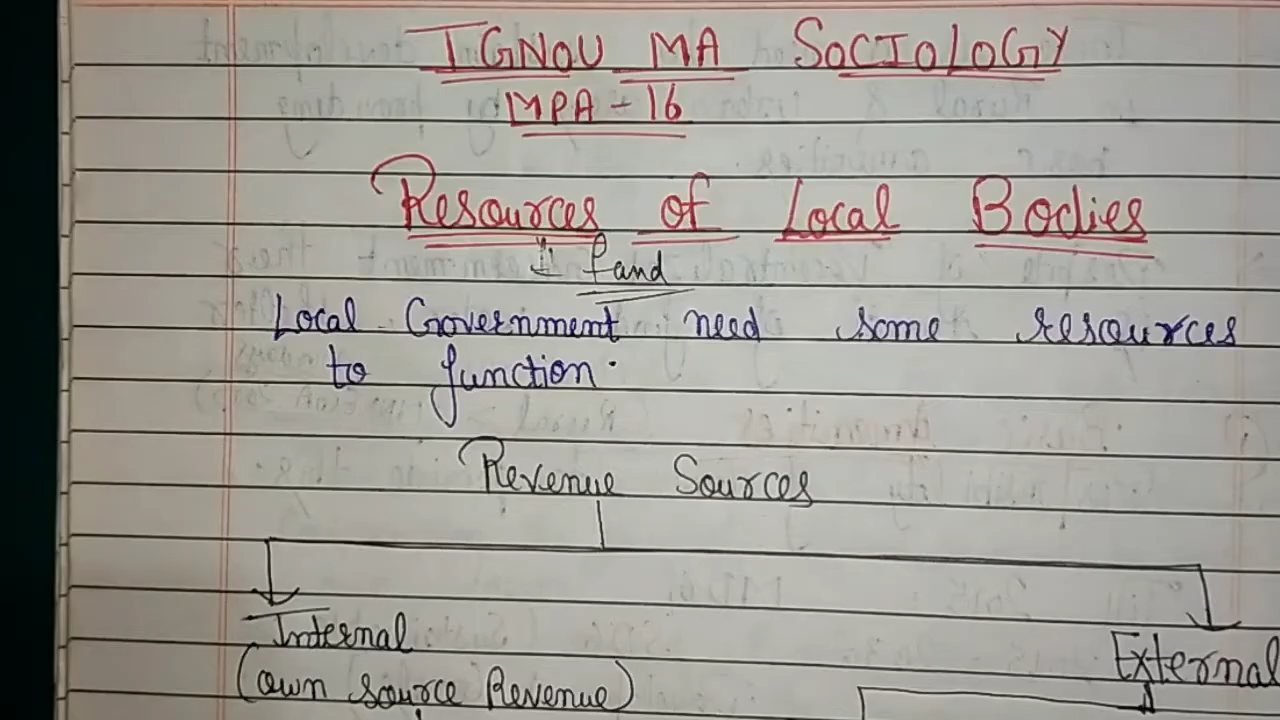 IGNOU MA SOCIOLOGY
MPA - 16
Resources of Local Bodies
fand
Local Government need some resources
to function.
Revenue Sources
Internal
External
(own source Revenue)